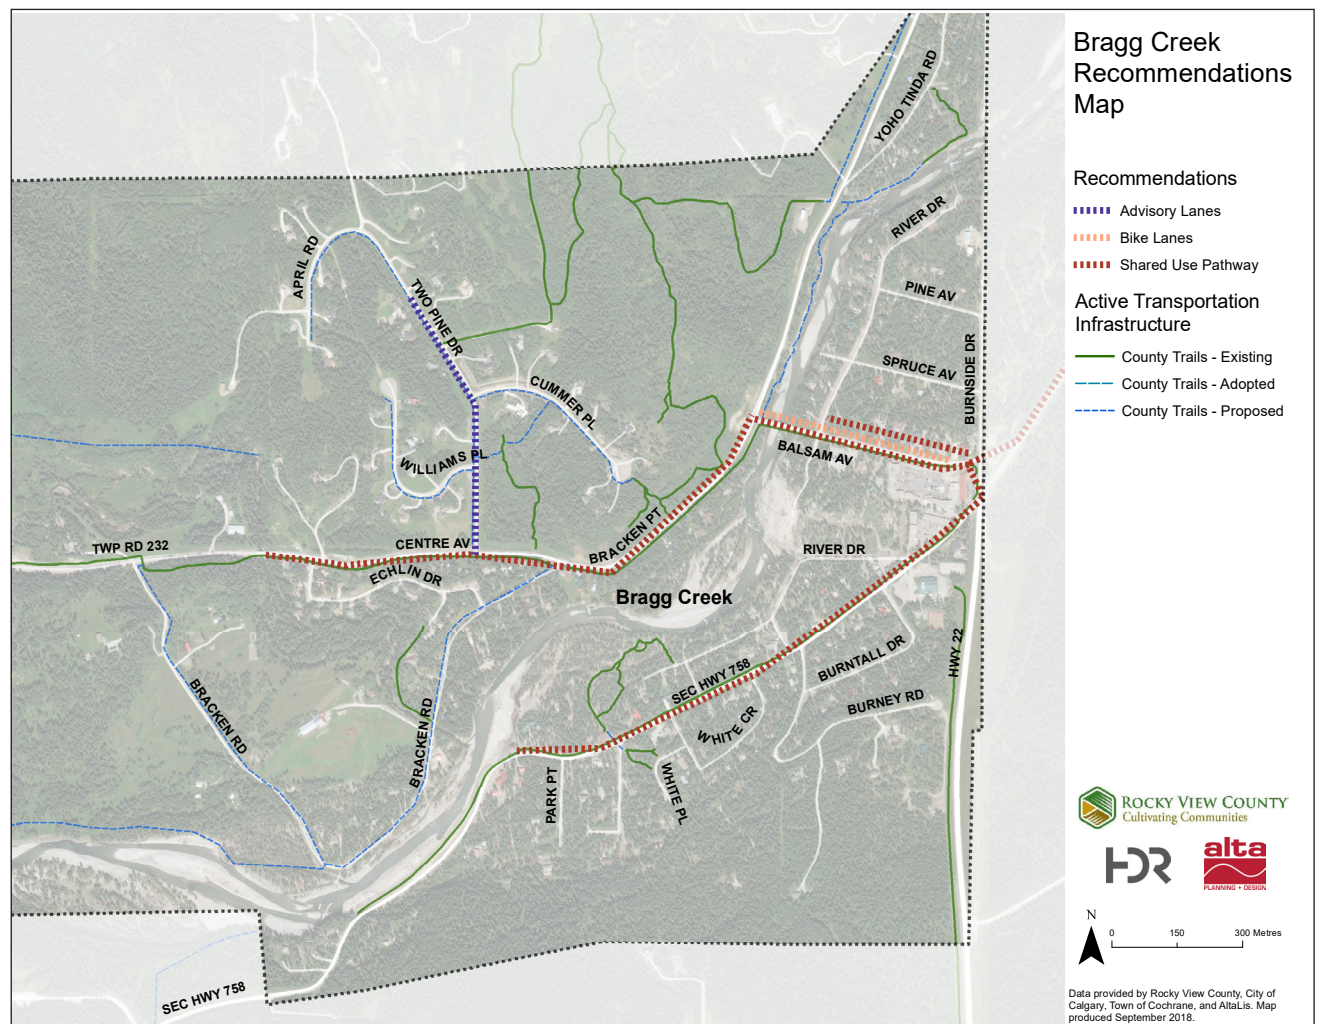 Bragg Creek
Recommendations
Map
Recommendations
Advisory Lanes
Bike Lanes
Shared Use Pathway
Active Transportation
Infrastructure
County Trails - Existing
County Trails - Adopted
County Trails - Proposed
YOHO TINDA RD
RIVER DR
APRIL RD
TWO PINE DR
PINE AV
SPRUCE AV
BURNSIDE DR
CUMMER PL
WILLIAMS PL
BALSAM AV
TWP RD 232
CENTRE AV
BRACKEN PT
RIVER DR
ECHLIN DR
Bragg Creek
HWY 22
BURNTALL DR
SEC HWY 758
BRACKEN RD
BRACKEN RD
WHITE CR
BURNEY RD
PARK PT
WHITE PL
SEC HWY 758
ROCKY VIEW COUNTY
Cultivating Communities
HDR
alta
PLANNING + DESIGN
N
0 150 300 Metres
Data provided by Rocky View County, City of
Calgary, Town of Cochrane, and AltaLis. Map
produced September 2018.